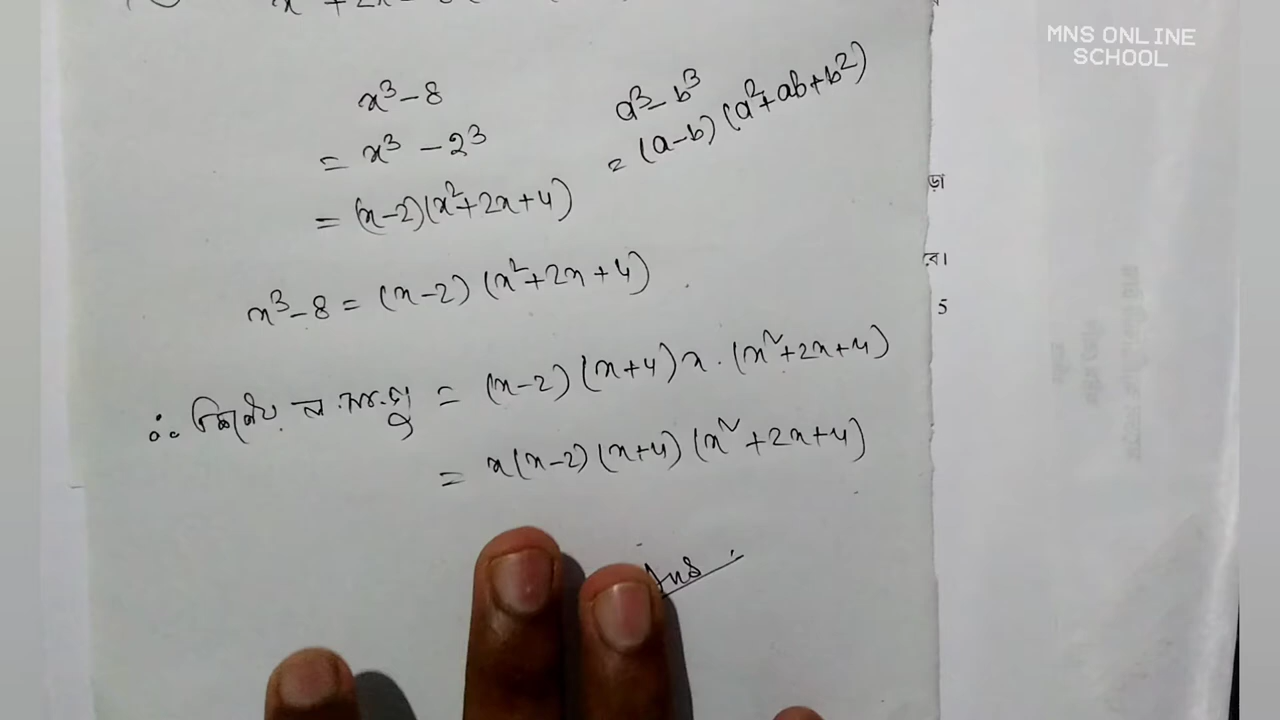 MNS ONLINE
SCHOOL
x³ - 8
= x³ - 2³
= (x-2)(x²+2x+4)
a³ - b³
= (a-b)(a²+ab+b²)
x³-8 = (x-2)(x²+2x+4)
∴ নির্ণেয় ল.সা.গু = (x-2)(x+4)x.(x²+2x+4)
= x(x-2)(x+4)(x²+2x+4)
Ans
ড়া
রে।
5